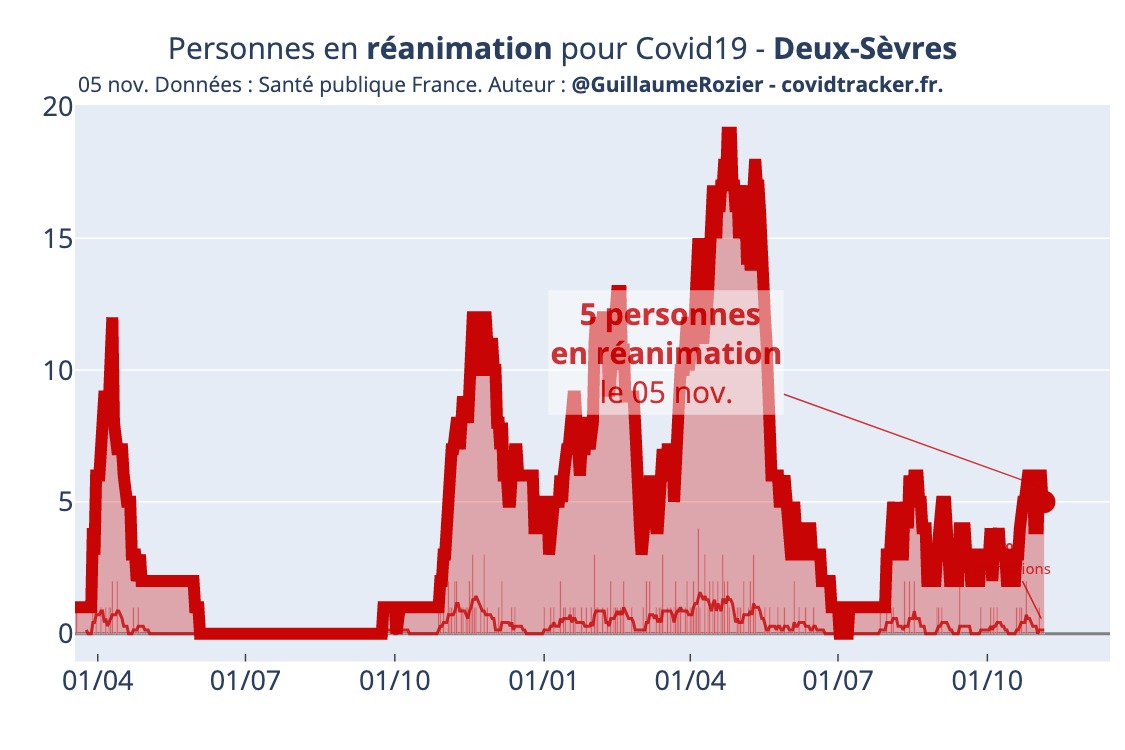 Personnes en réanimation pour Covid19 - Deux-Sèvres
05 nov. Données : Santé publique France. Auteur : @GuillaumeRozier - covidtracker.fr.
20
15
10
5
0
5 personnes
en réanimation
le 05 nov.
01/04
01/07
01/10
01/01
01/04
01/07
01/10